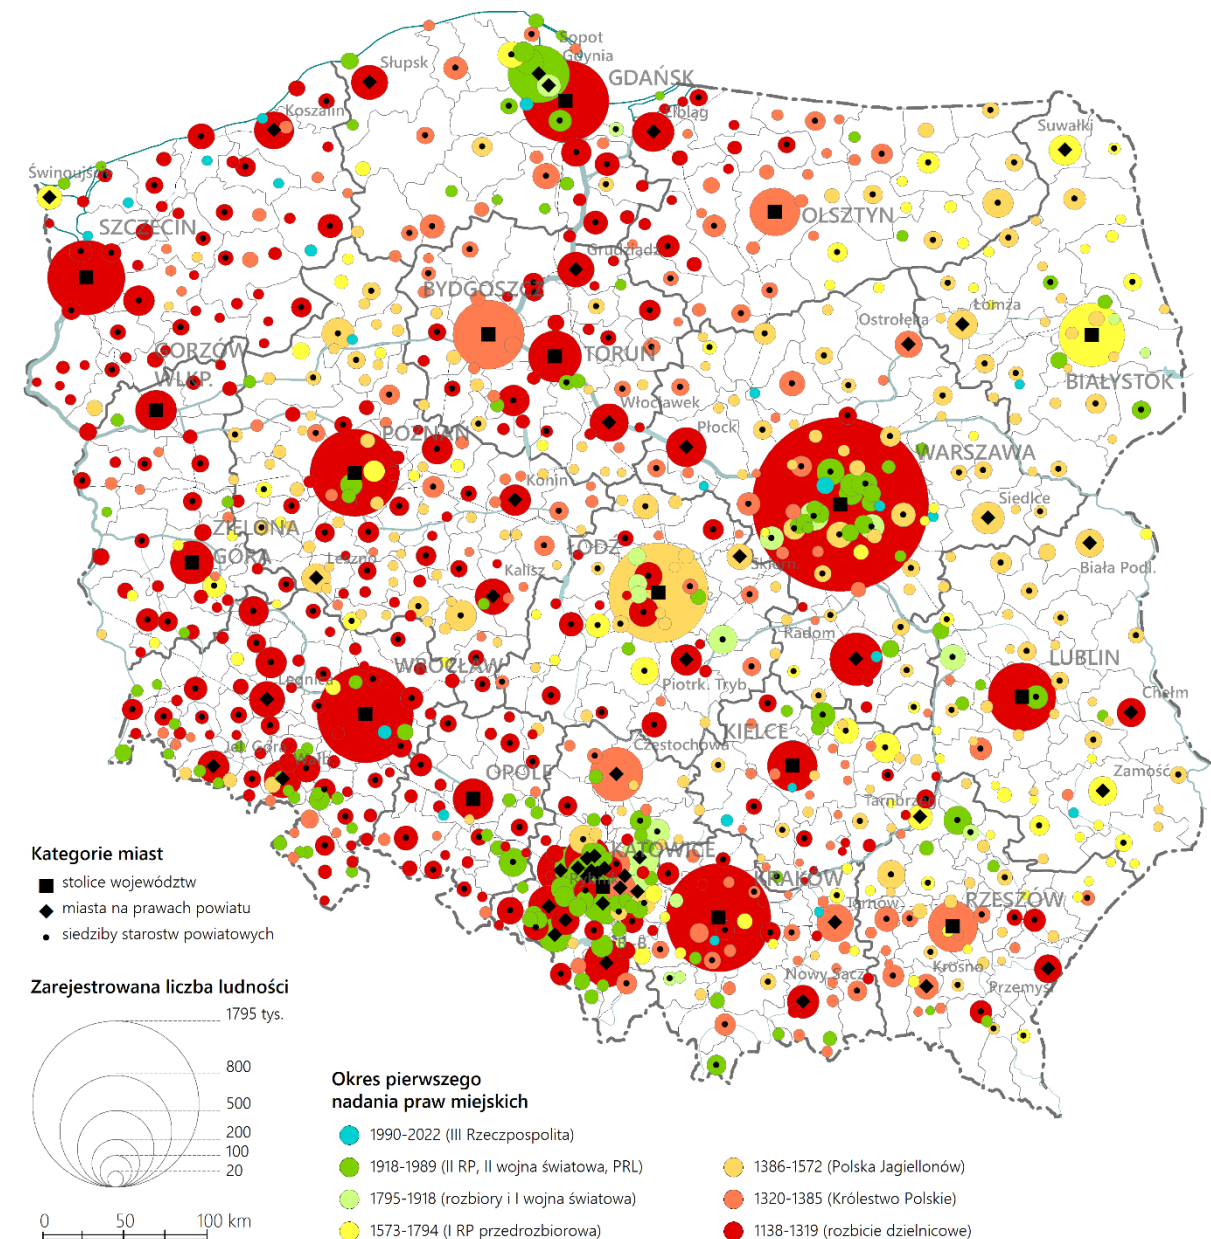 Sopot
Gdynia
GDAŃSK
Słupsk
Koszalin
Elbląg
Suwałki
Świnoujście
SZCZECIN
OLSZTYN
Grudziądz
BYDGOSZCZ
Łomża
Ostrołęka
TORUŃ
GORZÓW
WLKP.
BIAŁYSTOK
Włocławek
Płock
POZNAŃ
WARSZAWA
Konin
Siedlce
ZIELONA
GÓRA
ŁÓDŹ
Leszno
Kalisz
Skiern.
Biała Podl.
Radom
WROCŁAW
LUBLIN
Legnica
Piotrk. Tryb.
Chełm
KIELCE
Jel. Góra
Wałb.
Częstochowa
OPOLE
Zamość
Tarnbrzeg
KATOWICE
KRAKÓW
Tarnów
RZESZÓW
B. B.
Nowy Sącz
Krosno
Przemyśl
Kategorie miast
stolice województw
miasta na prawach powiatu
siedziby starostw powiatowych
Zarejestrowana liczba ludności
1795 tys.
800
500
200
100
20
0 50 100 km
Okres pierwszego
nadania praw miejskich
1990-2022 (III Rzeczpospolita)
1918-1989 (II RP, II wojna światowa, PRL)
1795-1918 (rozbiory i I wojna światowa)
1573-1794 (I RP przedrozbiorowa)
1386-1572 (Polska Jagiellonów)
1320-1385 (Królestwo Polskie)
1138-1319 (rozbicie dzielnicowe)